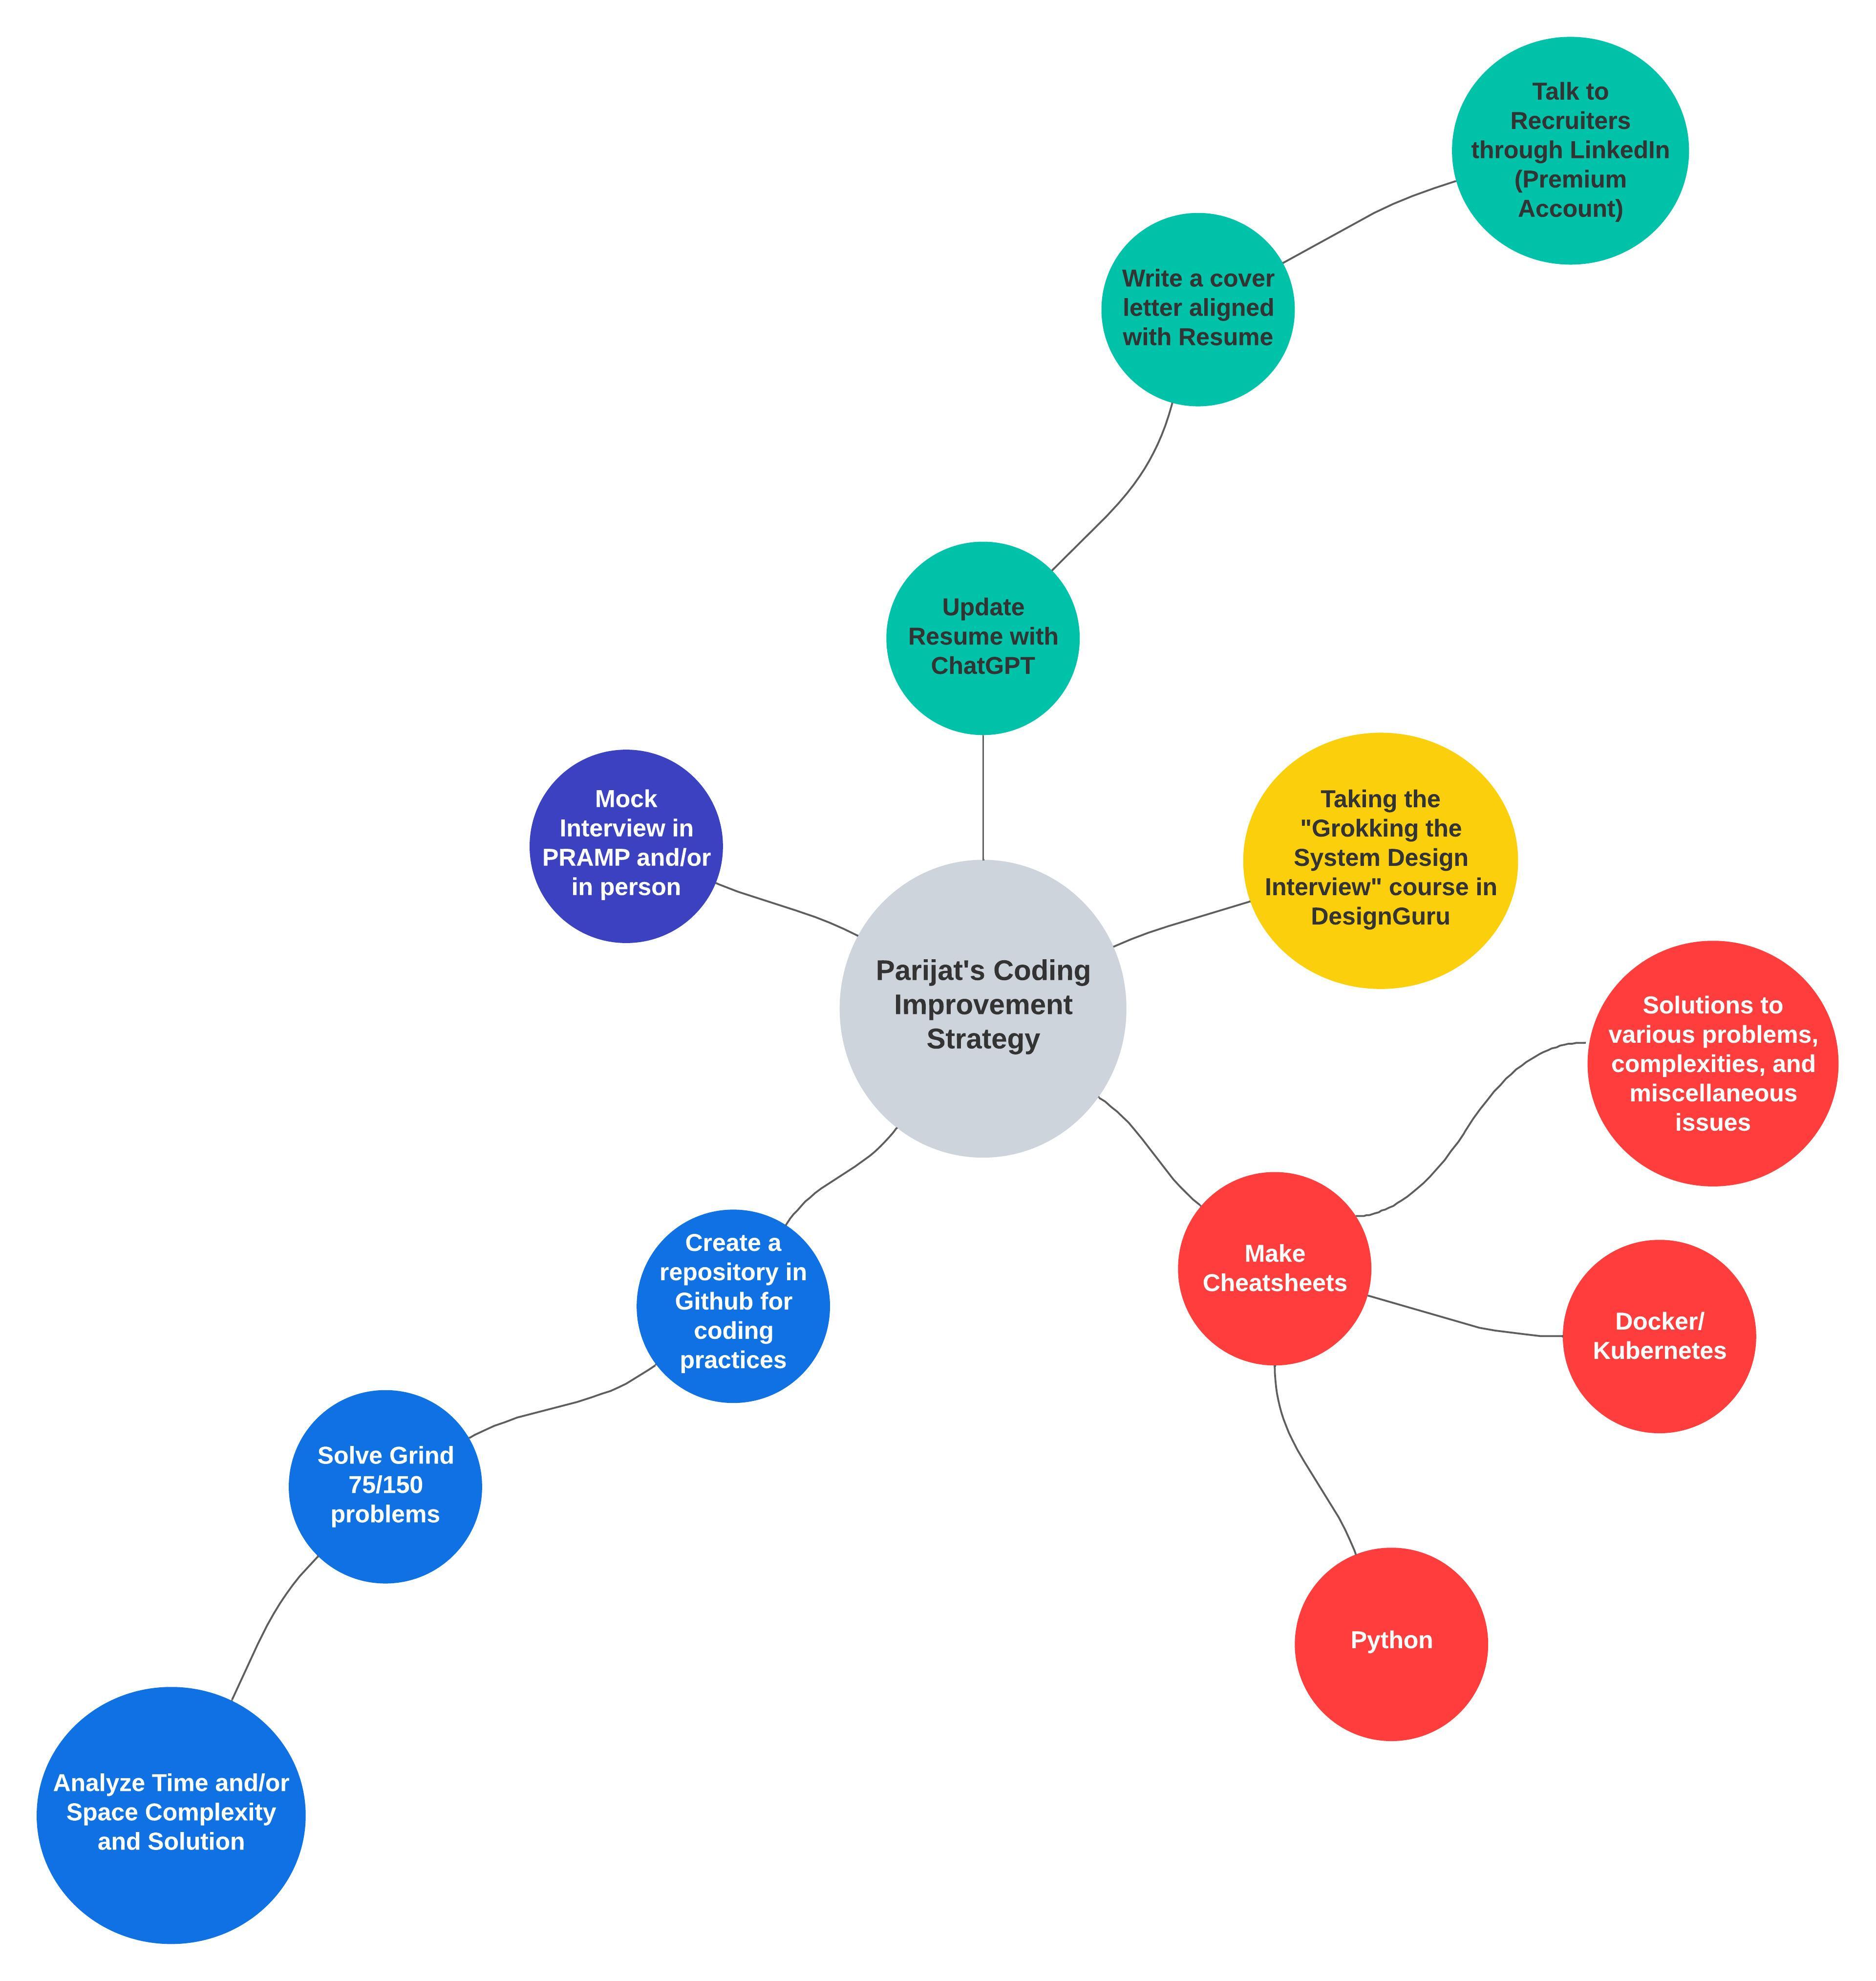 Talk to
Recruiters
through LinkedIn
(Premium
Account)
Write a cover
letter aligned
with Resume
Update
Resume with
ChatGPT
Mock
Interview in
PRAMP and/or
in person
Taking the
"Grokking the
System Design
Interview" course in
DesignGuru
Parijat's Coding
Improvement
Strategy
Solutions to
various problems,
complexities, and
miscellaneous
issues
Make
Cheatsheets
Docker/
Kubernetes
Python
Create a
repository in
Github for
coding
practices
Solve Grind
75/150
problems
Analyze Time and/or
Space Complexity
and Solution